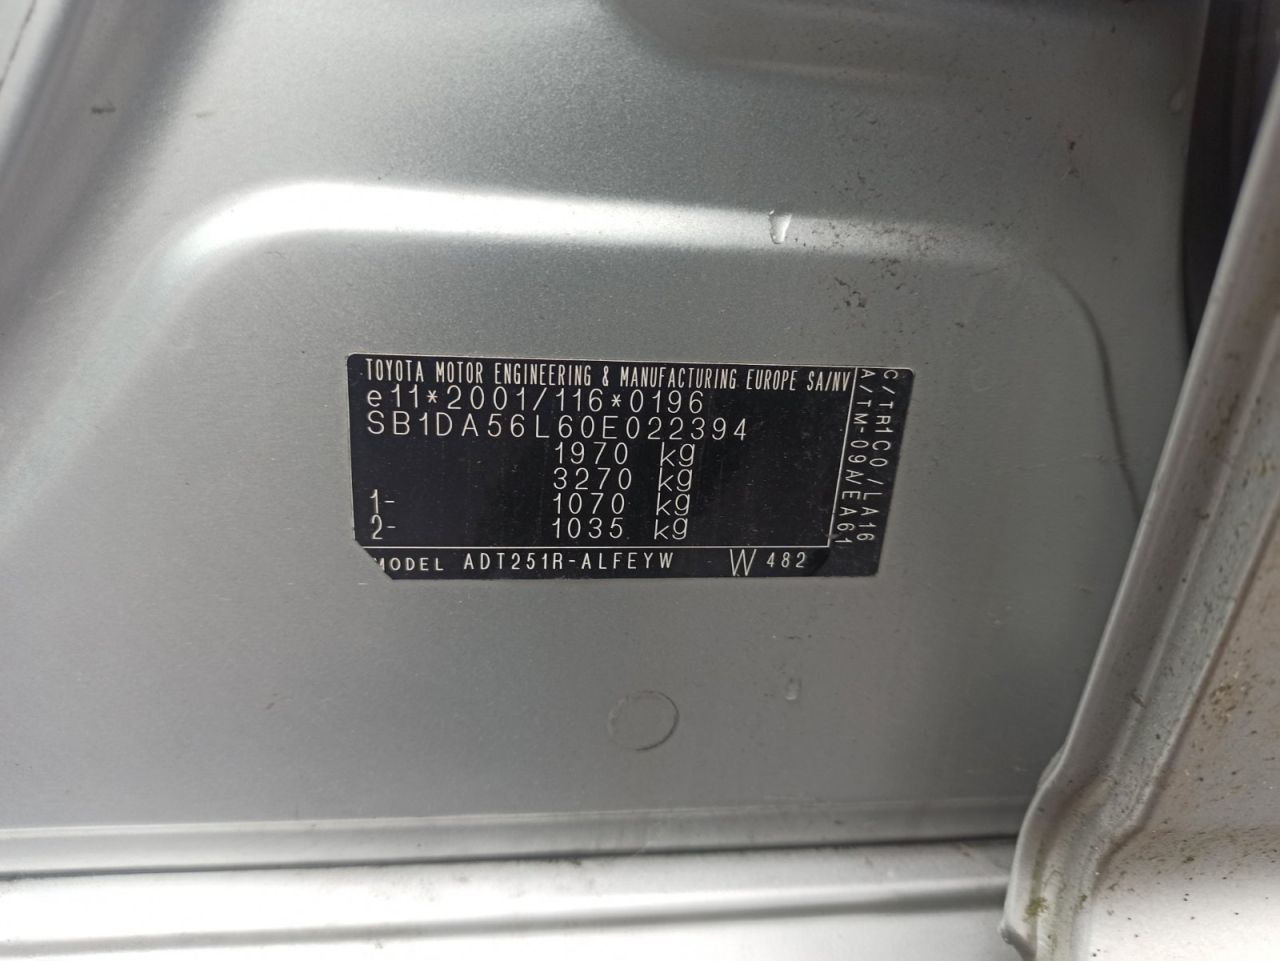 TOYOTA MOTOR ENGINEERING & MANUFACTURING EUROPE SA/NV
e11*2001/116*0196
SB1DA56L60E022394
1970 kg
3270 kg
1- 1070 kg
2- 1035 kg
MODEL ADT251R-ALFEYW W 482
C/TR1C0/LA16
A/TM-09A/EA61